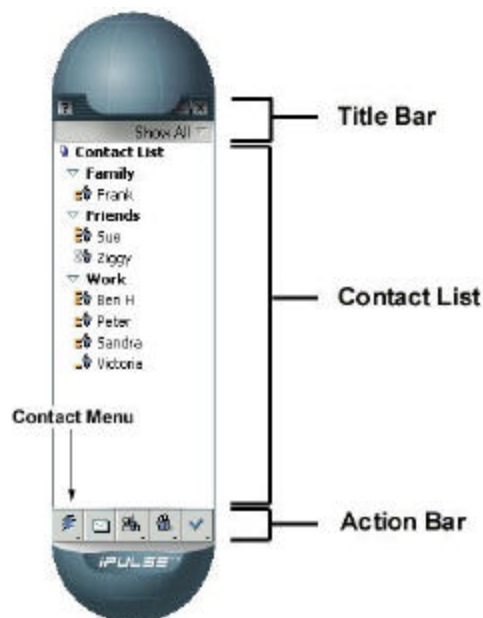 ?
X
Title Bar
Show All
Contact List
Family
Frank
Friends
Sue
Ziggy
Work
Ben H
Peter
Sandra
Victoria
Contact List
Contact Menu
Action Bar
iPULSE